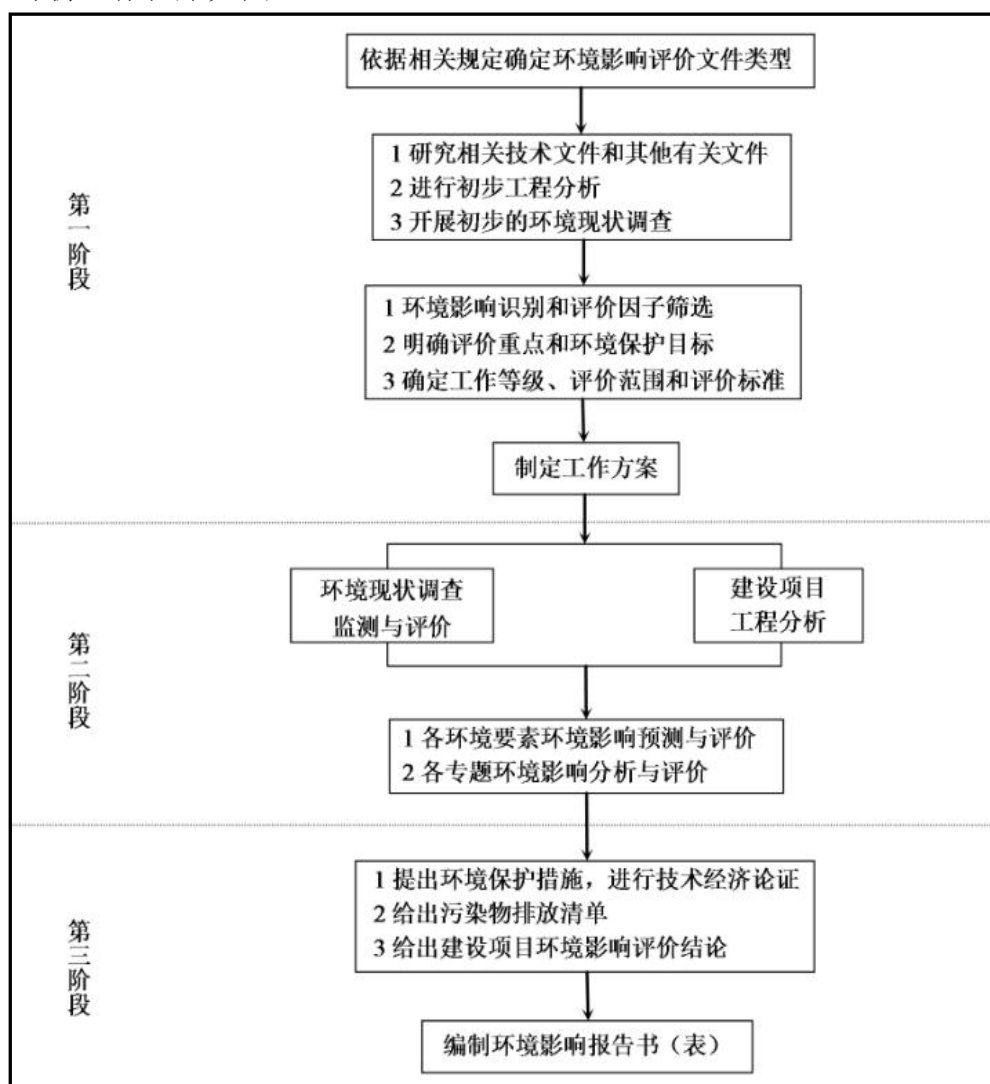 依据相关规定确定环境影响评价文件类型
1 研究相关技术文件和其他有关文件
2 进行初步工程分析
3 开展初步的环境现状调查
第一阶段
1 环境影响识别和评价因子筛选
2 明确评价重点和环境保护目标
3 确定工作等级、评价范围和评价标准
制定工作方案
第二阶段
环境现状调查
监测与评价
建设项目
工程分析
1 各环境要素环境影响预测与评价
2 各专题环境影响分析与评价
第三阶段
1 提出环境保护措施，进行技术经济论证
2 给出污染物排放清单
3 给出建设项目环境影响评价结论
编制环境影响报告书（表）